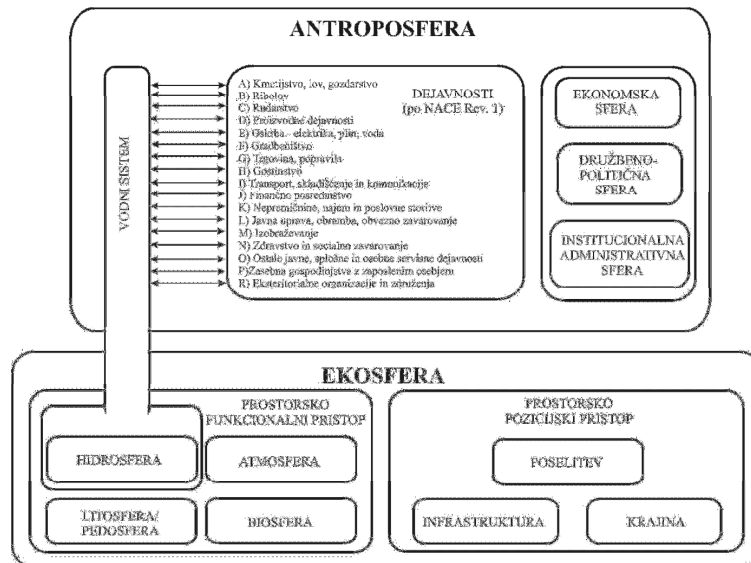 ANTROPOSFERA
VODNI SISTEM
A) Kmetijstvo, lov, gozdarstvo
B) Ribolov
C) Rudarstvo
D) Proizvodne dejavnosti
E) Oskrba - elektrika, plin, voda
F) Gradbeništvo
G) Trgovina, popravila
H) Gostinstvo
I) Transport, skladiščenje in komunikacije
J) Finančno posredništvo
K) Nepremičnine, najem in poslovne storitve
L) Javna uprava, obramba, obvezno zavarovanje
M) Izobraževanje
N) Zdravstvo in socialno zavarovanje
O) Ostale javne, splošne in osebne servisne dejavnosti
P) Zasebna gospodinjstva z zaposlenim osebjem
R) Eksteritorialne organizacije in združenja
DEJAVNOSTI
(po NACE Rev. 1)
EKONOMSKA
SFERA
DRUŽBENO-
POLITIČNA
SFERA
INSTITUCIONALNA
ADMINISTRATIVNA
SFERA
EKOSFERA
PROSTORSKO
FUNKCIONALNI PRISTOP
HIDROSFERA
ATMOSFERA
LITOSFERA/
PEDOSFERA
BIOSFERA
PROSTORSKO
POZICIJSKI PRISTOP
POSELITEV
INFRASTRUKTURA
KRAJINA